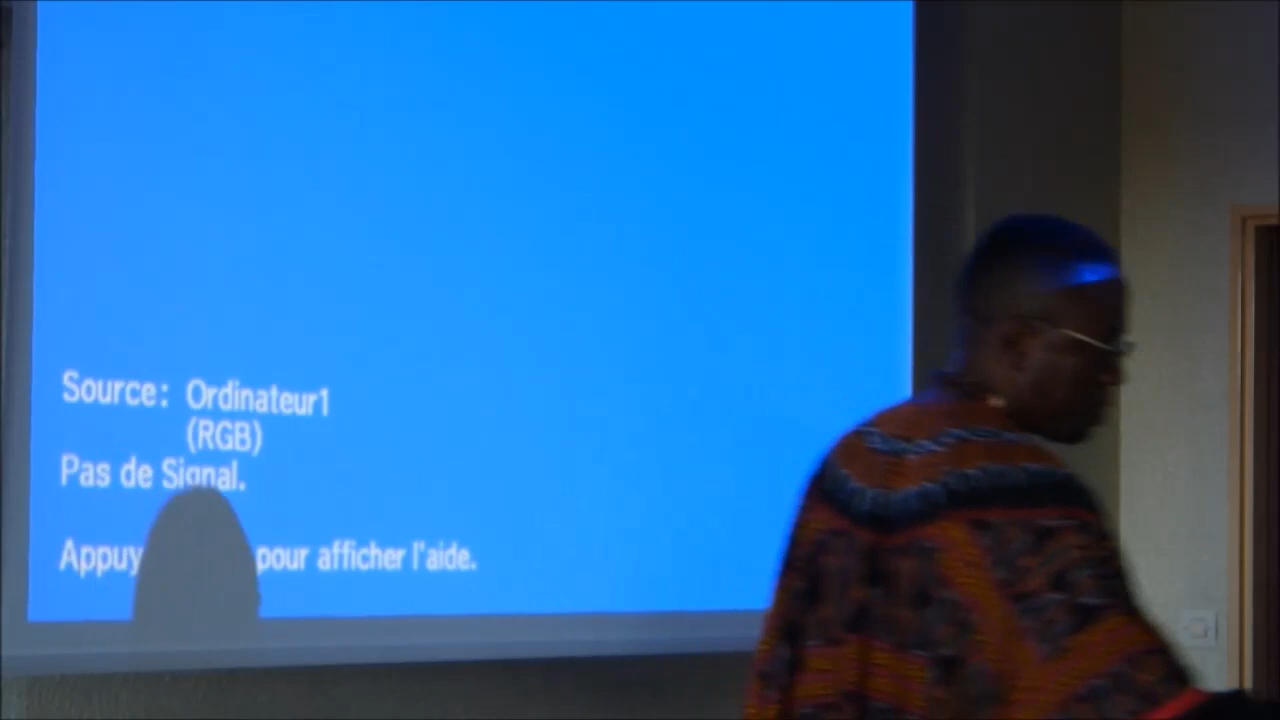 Source: Ordinateur1
(RGB)
Pas de Signal.
Appuy pour afficher l'aide.